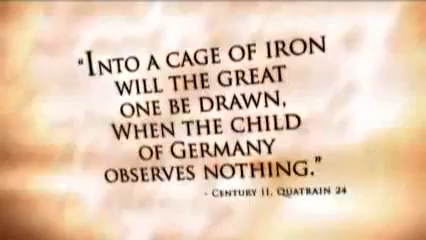 "Into a cage of iron
will the great
one be drawn,
When the child
of Germany
observes nothing."
- Century II, Quatrain 24